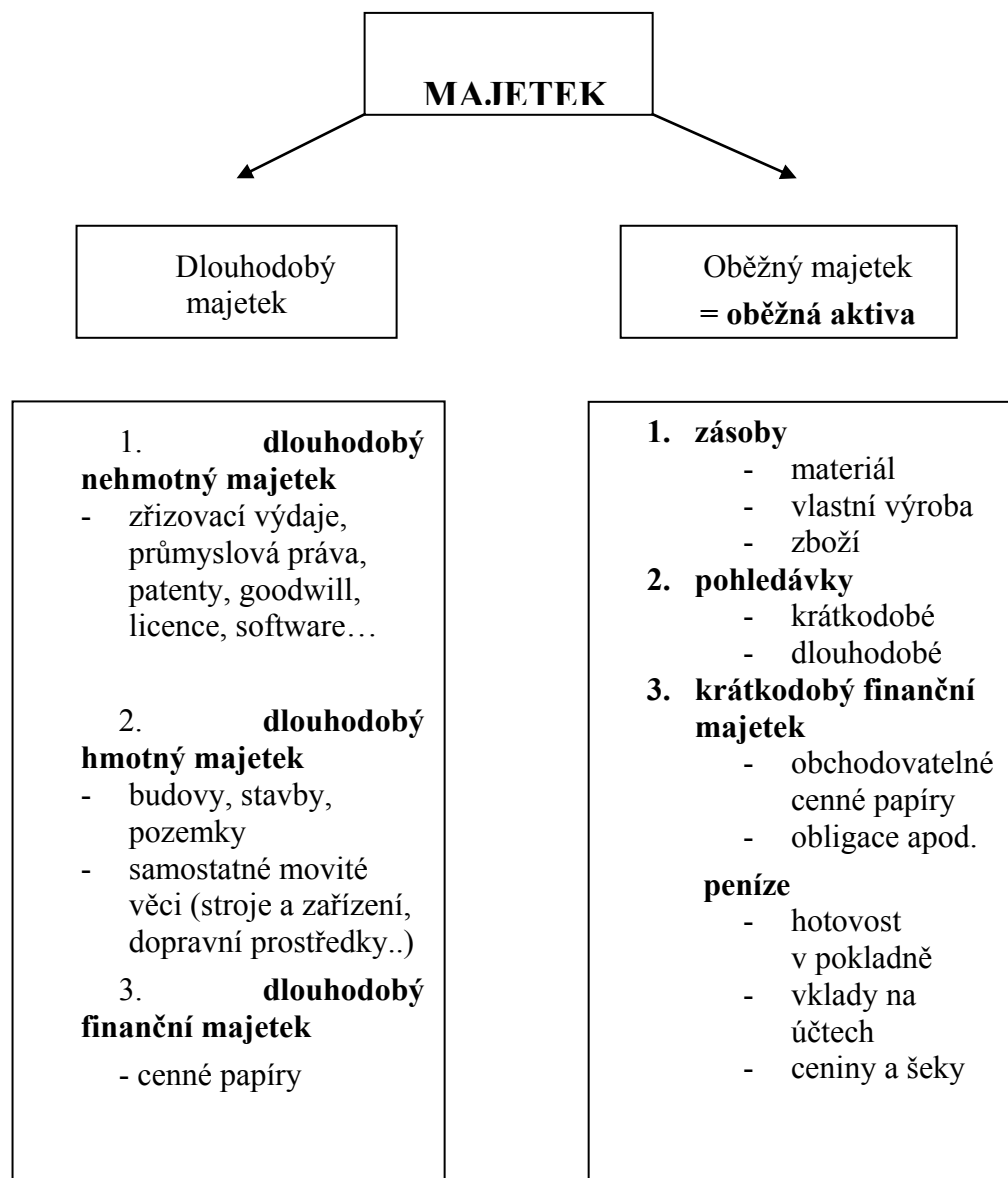 MAJETEK
Dlouhodobý
majetek
Oběžný majetek
= oběžná aktiva
1. dlouhodobý
nehmotný majetek
- zřizovací výdaje,
průmyslová práva,
patenty, goodwill,
licence, software…
2. dlouhodobý
hmotný majetek
- budovy, stavby,
pozemky
- samostatné movité
věci (stroje a zařízení,
dopravní prostředky..)
3. dlouhodobý
finanční majetek
- cenné papíry
1. zásoby
- materiál
- vlastní výroba
- zboží
2. pohledávky
- krátkodobé
- dlouhodobé
3. krátkodobý finanční
majetek
- obchodovatelné
cenné papíry
- obligace apod.
peníze
- hotovost
v pokladně
- vklady na
účtech
- ceniny a šeky